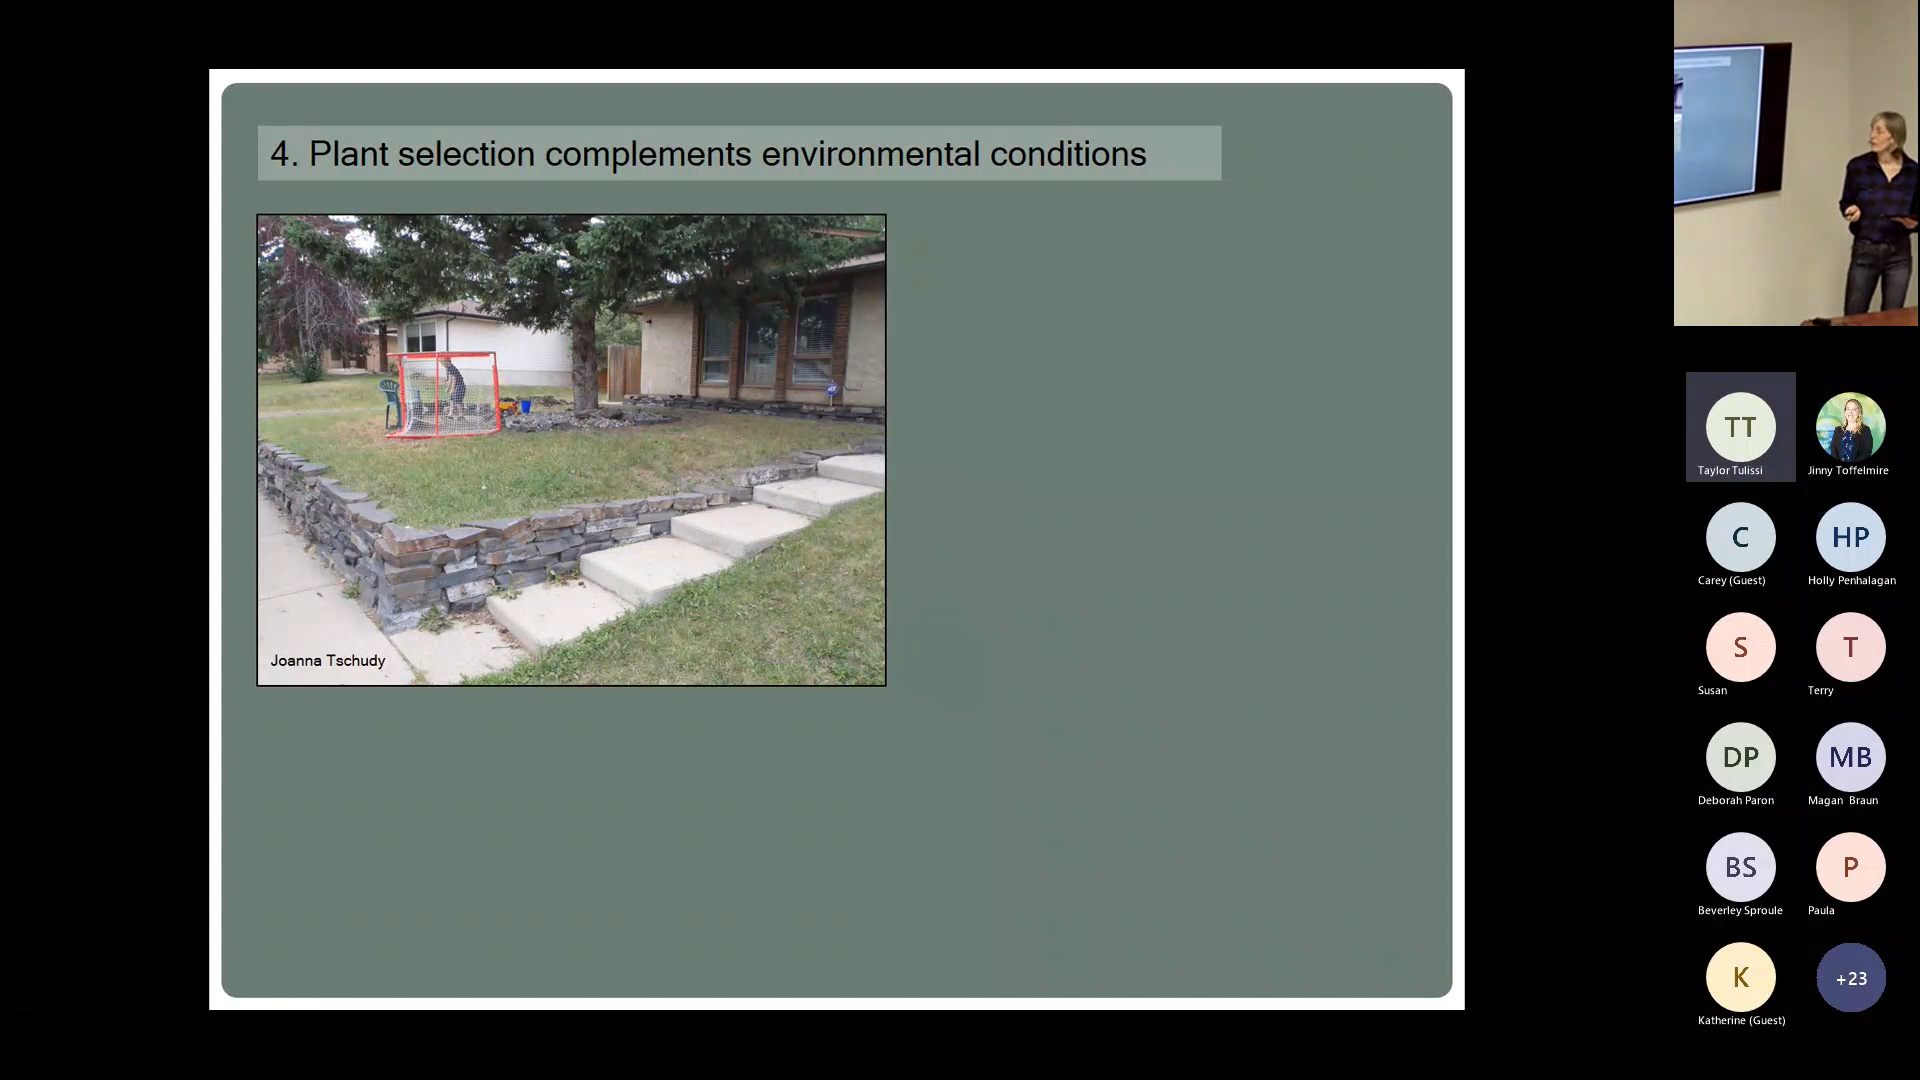 4. Plant selection complements environmental conditions
Joanna Tschudy
TT
Taylor Tulissi
Jinny Toffelmire
C
Carey (Guest)
HP
Holly Penhalagan
S
Susan
T
Terry
DP
Deborah Paron
MB
Magan Braun
BS
Beverley Sproule
P
Paula
K
Katherine (Guest)
+23